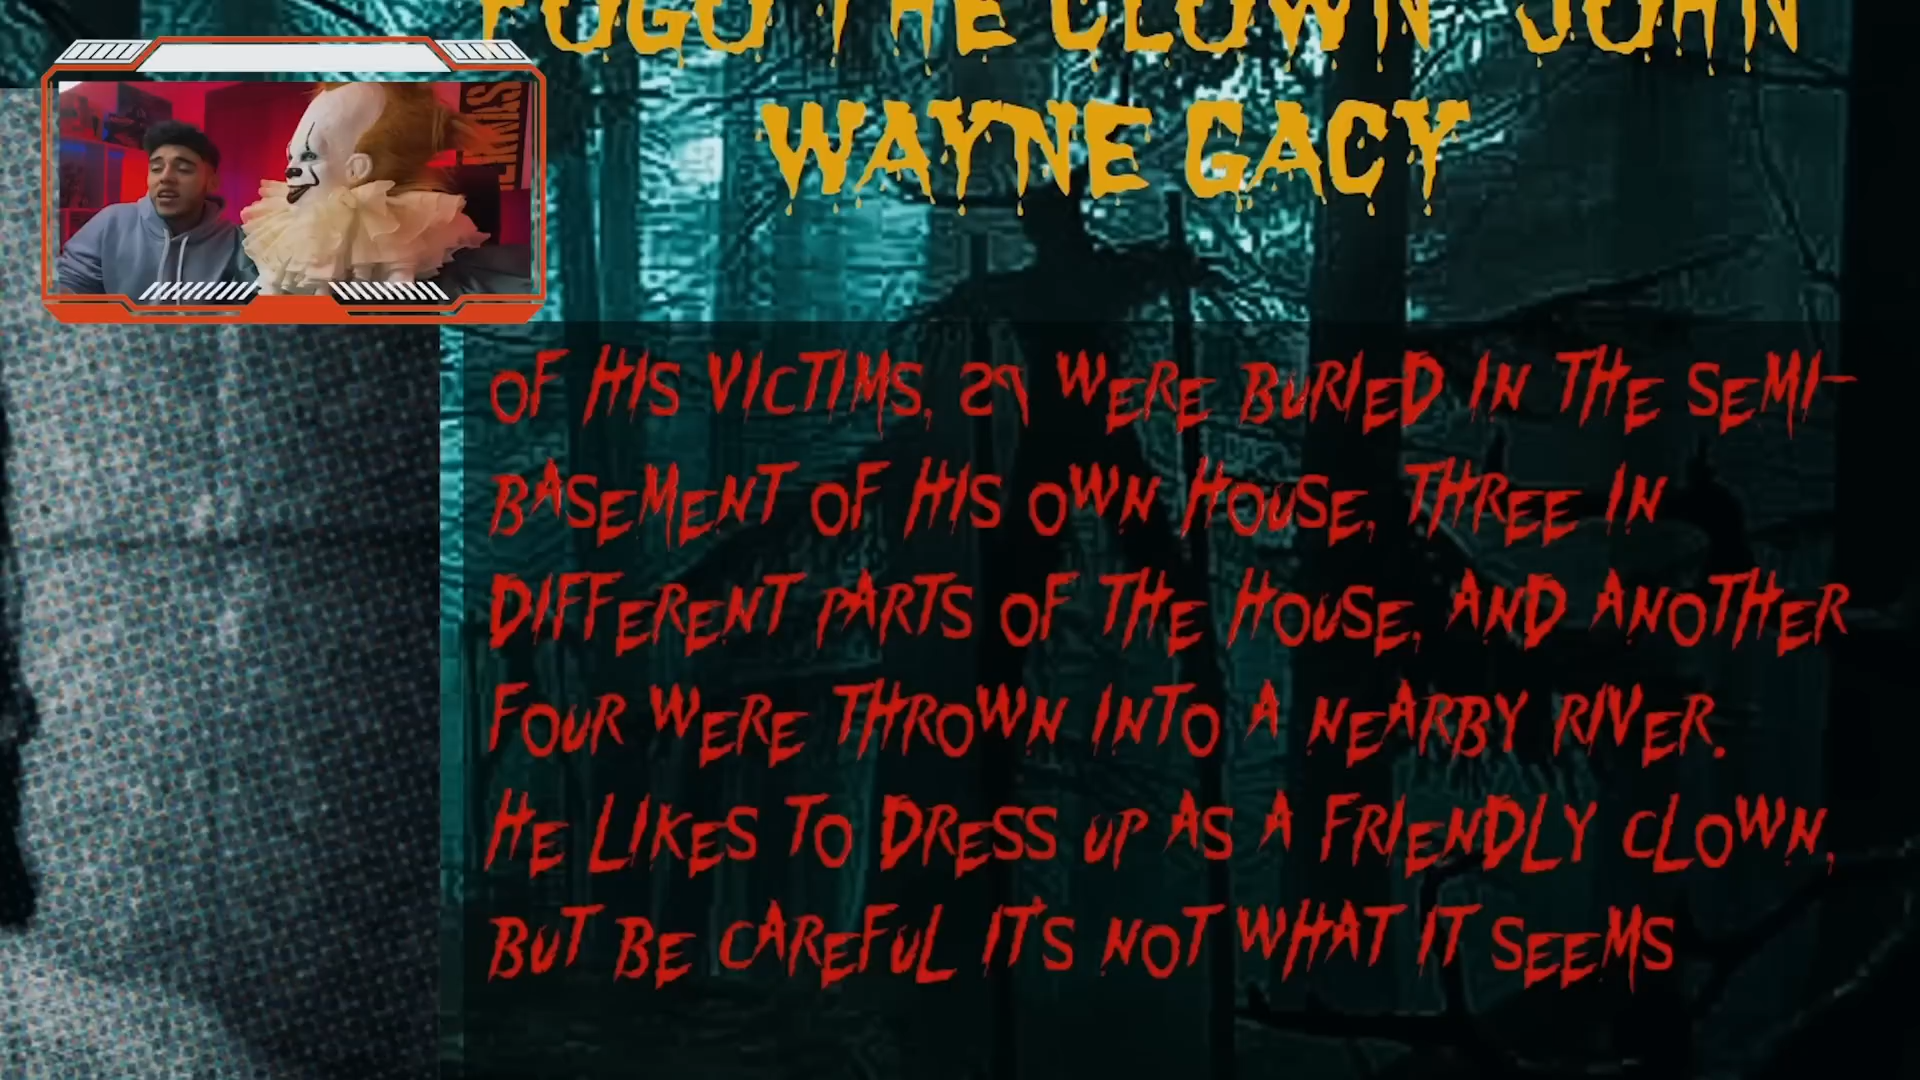 POGO THE CLOWN "JOHN
WAYNE GACY
OF HIS VICTIMS, 29 WERE BURIED IN THE SEMI-
BASEMENT OF HIS OWN HOUSE, THREE IN
DIFFERENT PARTS OF THE HOUSE, AND ANOTHER
FOUR WERE THROWN INTO A NEARBY RIVER.
HE LIKES TO DRESS UP AS A FRIENDLY CLOWN,
BUT BE CAREFUL IT'S NOT WHAT IT SEEMS